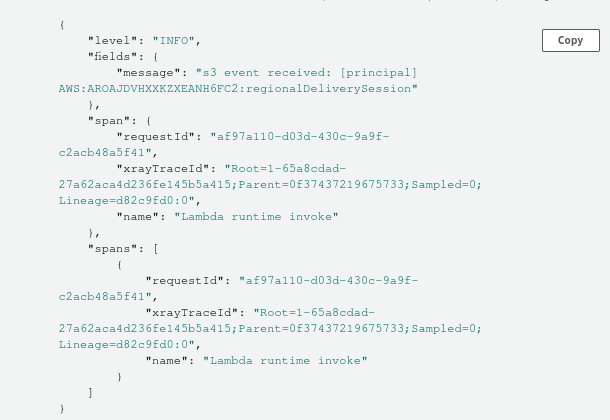 {
"level": "INFO",
Copy
"fields": {
"message": "s3 event received: [principal]
AWS:AROAJDVHXXKZXEANH6FC2:regionalDeliverySession"
},
"span": {
"requestId": "af97a110-d03d-430c-9a9f-
c2acb48a5f41",
"xrayTraceId": "Root=1-65a8cdad-
27a62aca4d236fe145b5a415;Parent=0f37437219675733;Sampled=0;
Lineage=d82c9fd0:0",
"name": "Lambda runtime invoke"
},
"spans": [
{
"requestId": "af97a110-d03d-430c-9a9f-
c2acb48a5f41",
"xrayTraceId": "Root=1-65a8cdad-
27a62aca4d236fe145b5a415;Parent=0f37437219675733;Sampled=0;
Lineage=d82c9fd0:0",
"name": "Lambda runtime invoke"
}
]
}